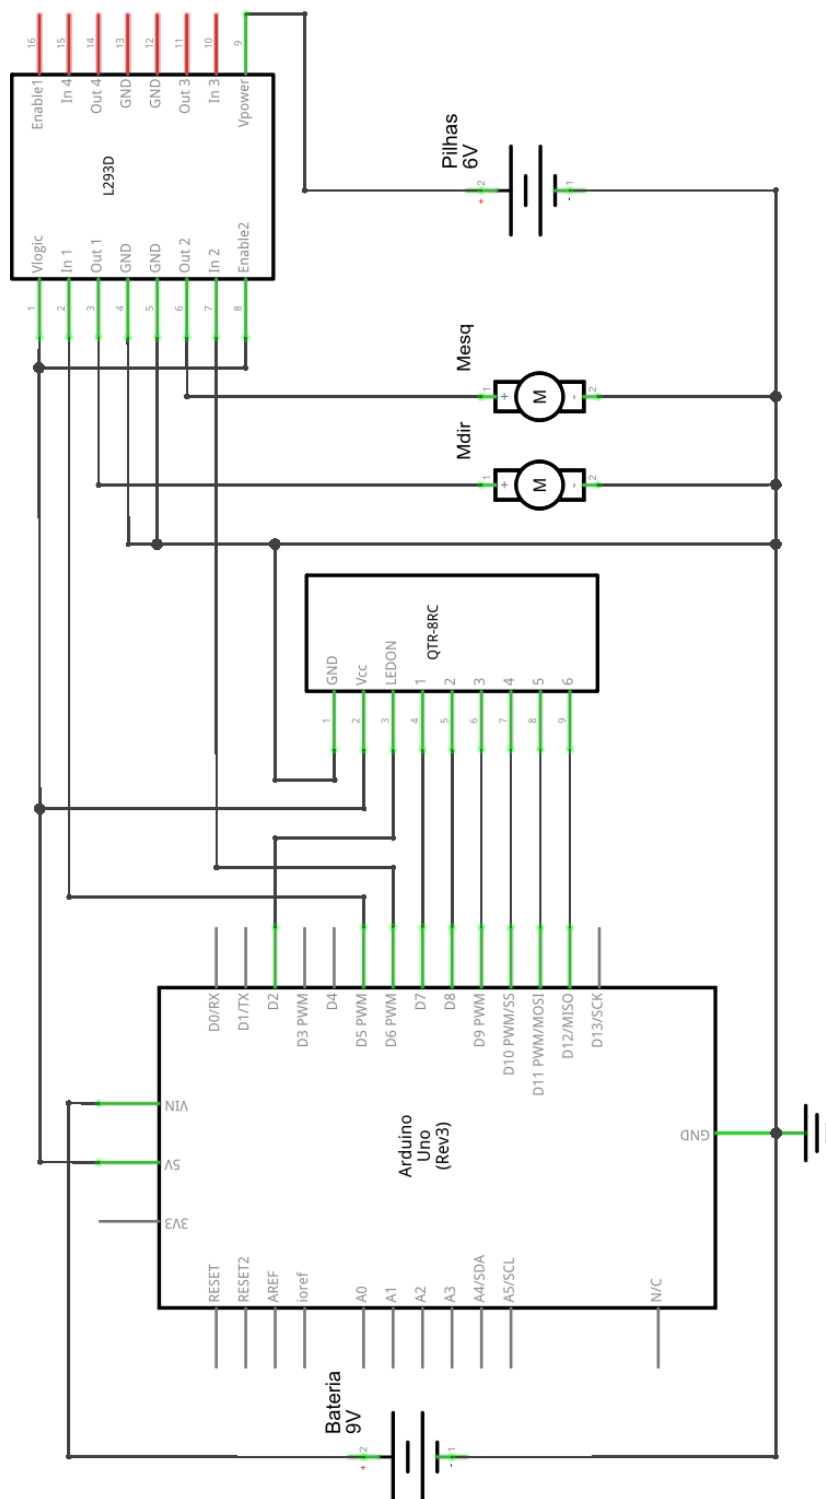 16
15
14
13
12
11
10
9
Enable1
In 4
Out 4
GND
GND
Out 3
In 3
Vpower
L293D
Vlogic
In 1
Out 1
GND
GND
Out 2
In 2
Enable2
1
2
3
4
5
6
7
8
Pilhas
6V
2
+
1
-
Mesq
1
+
M
-
2
Mdir
1
+
M
-
2
QTR-8RC
GND
Vcc
LEDON
1
2
3
4
5
6
1
2
3
4
5
6
7
8
9
D0/RX
D1/TX
D2
D3 PWM
D4
D5 PWM
D6 PWM
D7
D8
D9 PWM
D10 PWM/SS
D11 PWM/MOSI
D12/MISO
D13/SCK
VIN
5V
3V3
Arduino
Uno
(Rev3)
GND
RESET
RESET2
AREF
ioref
A0
A1
A2
A3
A4/SDA
A5/SCL
N/C
Bateria
9V
2
+
1
-